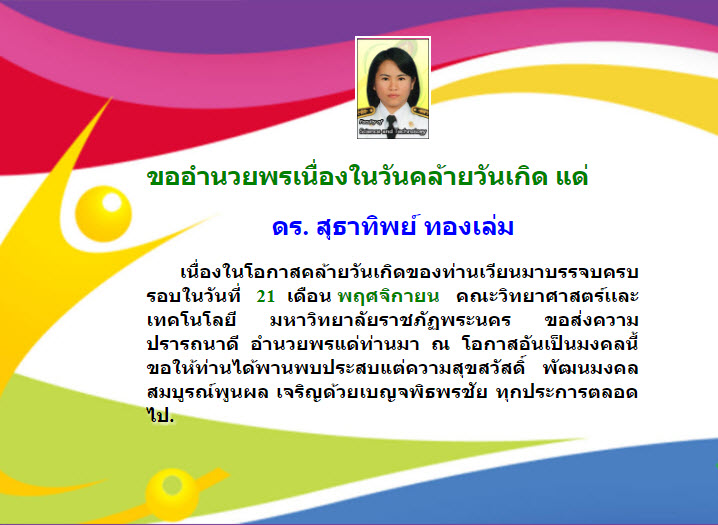 Faculty of
Science and Technology
ขออำนวยพรเนื่องในวันคล้ายวันเกิด แด่
ดร. สุธาทิพย์ ทองเล่ม
เนื่องในโอกาสคล้ายวันเกิดของท่านเวียนมาบรรจบครบ
รอบในวันที่ 21 เดือน พฤศจิกายน คณะวิทยาศาสตร์และ
เทคโนโลยี มหาวิทยาลัยราชภัฏพระนคร ขอส่งความ
ปรารถนาดี อำนวยพรแด่ท่านมา ณ โอกาสอันเป็นมงคลนี้
ขอให้ท่านได้พานพบประสบแต่ความสุขสวัสดิ์ พัฒนมงคล
สมบูรณ์พูนผล เจริญด้วยเบญจพิธพรชัย ทุกประการตลอด
ไป.